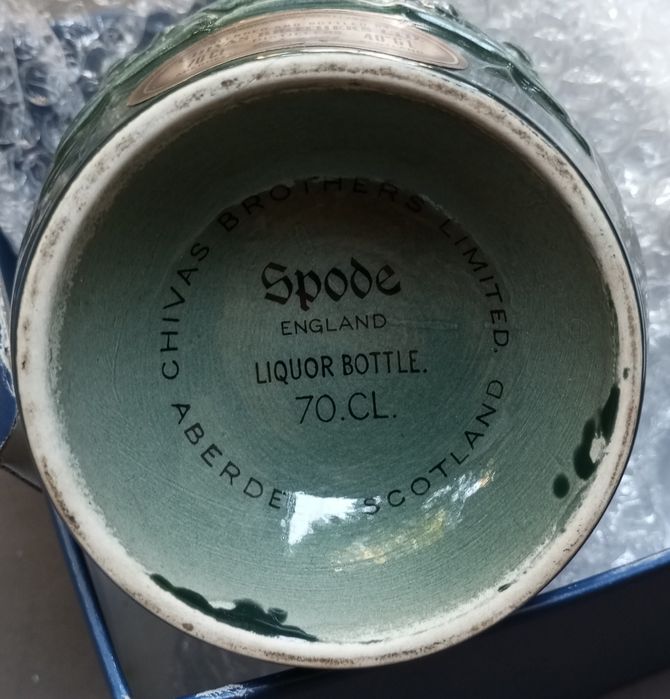 CHIVAS BROTHERS LIMITED.
Spode
ENGLAND
LIQUOR BOTTLE.
70.CL.
ABERDE SCOTLAND